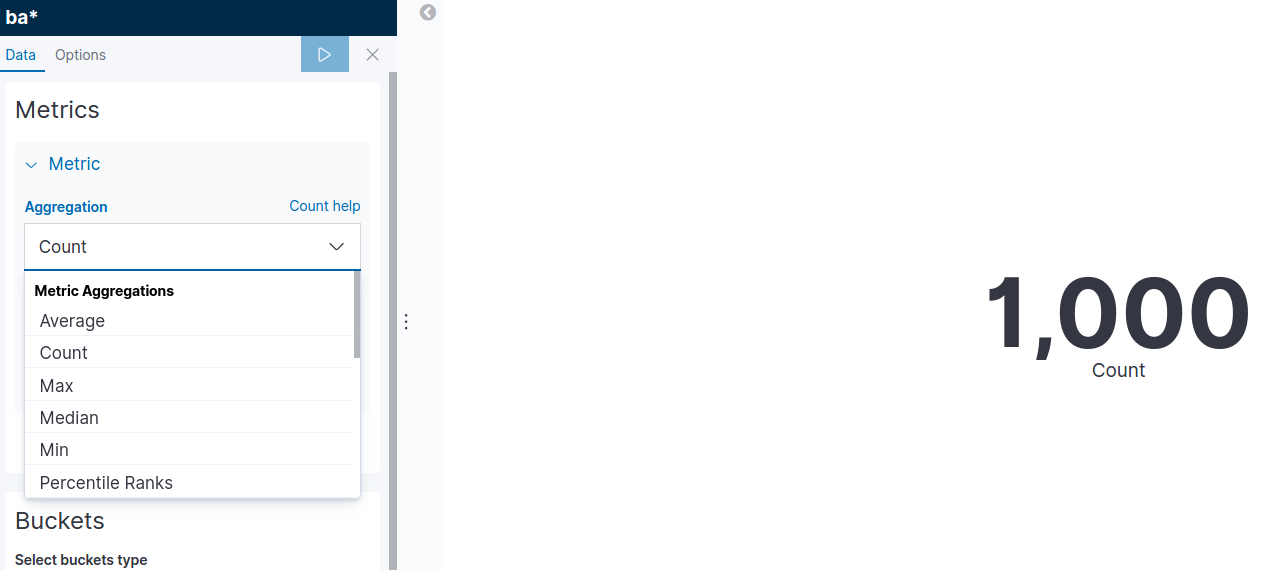 ba*
Data Options
Metrics
Metric
Aggregation Count help
Count
Metric Aggregations
Average
Count
Max
Median
Min
Percentile Ranks
Buckets
Select buckets type
1,000
Count